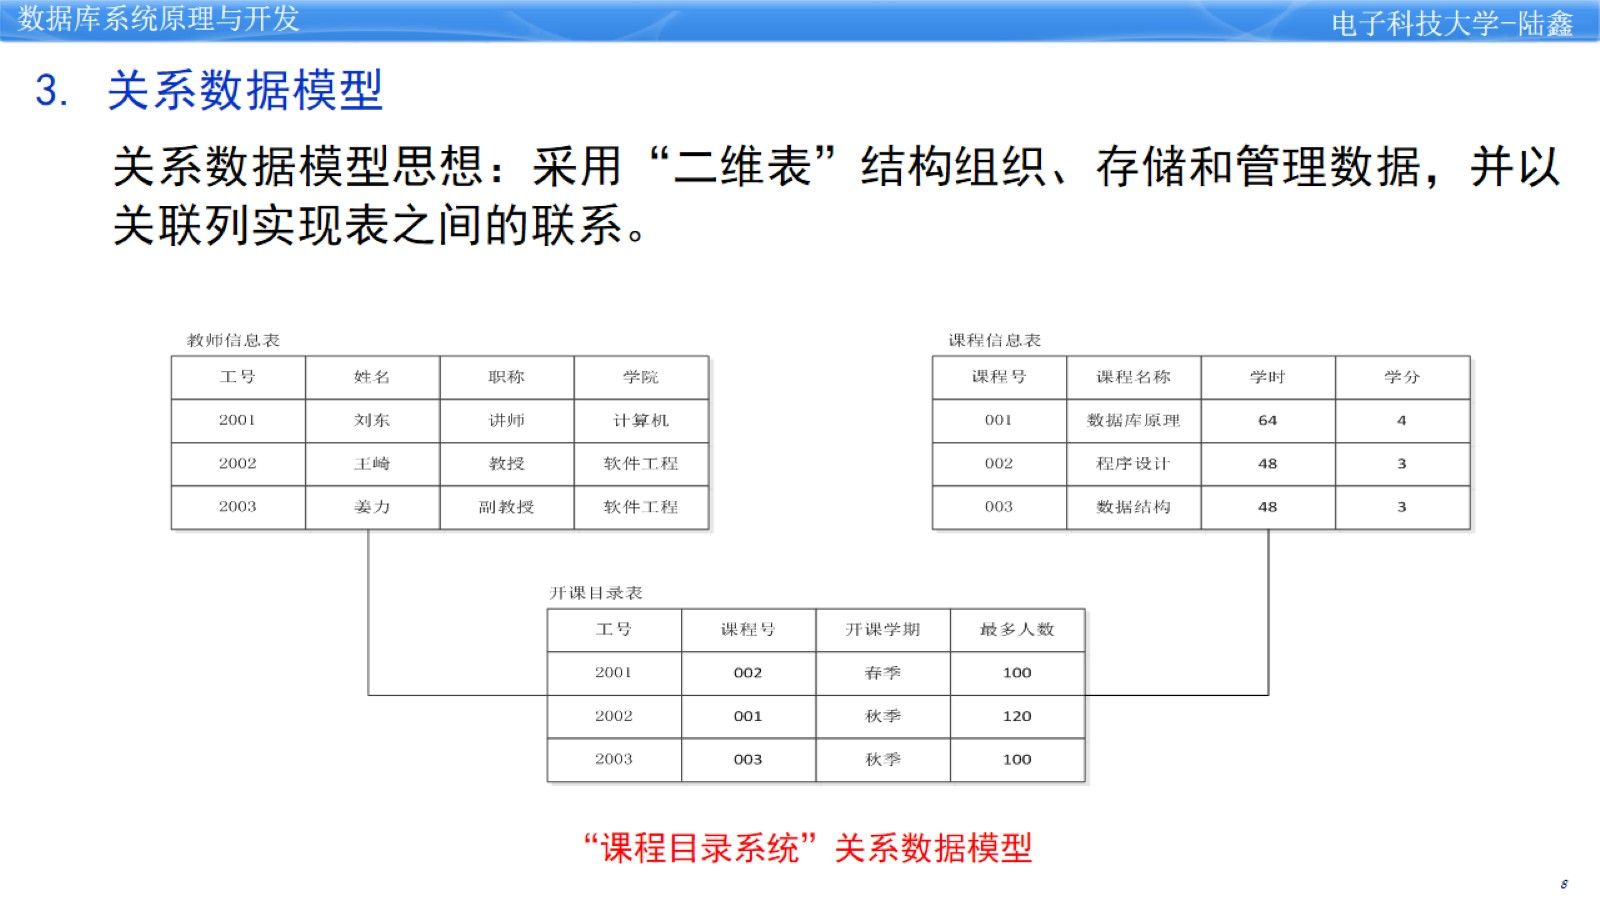 数据库系统原理与开发
电子科技大学-陆鑫
3. 关系数据模型
关系数据模型思想：采用“二维表”结构组织、存储和管理数据，并以
关联列实现表之间的联系。
教师信息表
工号 姓名 职称 学院
2001 刘东 讲师 计算机
2002 王崎 教授 软件工程
2003 姜力 副教授 软件工程
课程信息表
课程号 课程名称 学时 学分
001 数据库原理 64 4
002 程序设计 48 3
003 数据结构 48 3
开课目录表
工号 课程号 开课学期 最多人数
2001 002 春季 100
2002 001 秋季 120
2003 003 秋季 100
“课程目录系统”关系数据模型
8